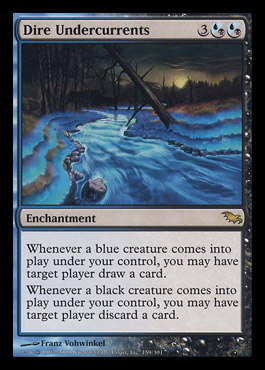 Dire Undercurrents 3
Enchantment
Whenever a blue creature comes into
play under your control, you may have
target player draw a card.
Whenever a black creature comes into
play under your control, you may have
target player discard a card.
Franz Vohwinkel